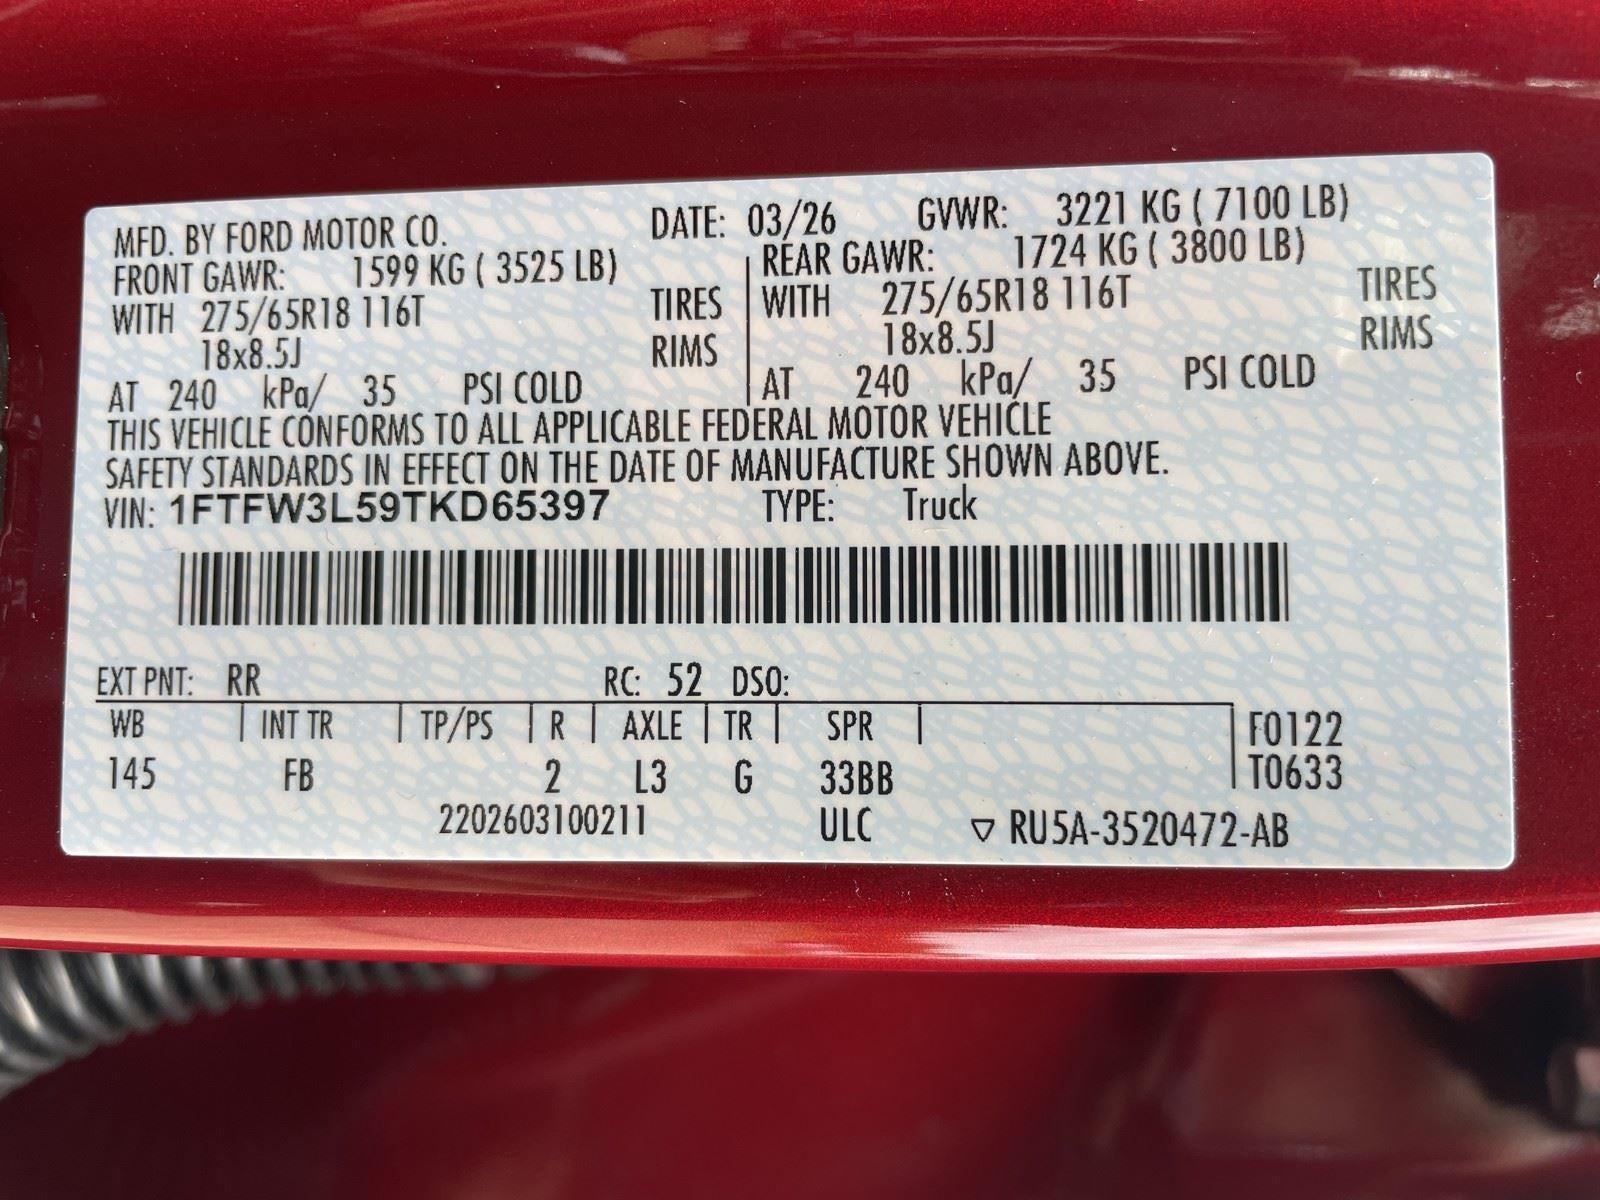 MFD. BY FORD MOTOR CO. DATE: 03/26 GVWR: 3221 KG ( 7100 LB)
FRONT GAWR: 1599 KG ( 3525 LB) REAR GAWR: 1724 KG ( 3800 LB)
WITH 275/65R18 116T TIRES WITH 275/65R18 116T TIRES
18x8.5J RIMS 18x8.5J RIMS
AT 240 kPa/ 35 PSI COLD AT 240 kPa/ 35 PSI COLD
THIS VEHICLE CONFORMS TO ALL APPLICABLE FEDERAL MOTOR VEHICLE
SAFETY STANDARDS IN EFFECT ON THE DATE OF MANUFACTURE SHOWN ABOVE.
VIN: 1FTFW3L59TKD65397 TYPE: Truck
EXT PNT: RR RC: 52 DSO:
WB INT TR TP/PS R AXLE TR SPR F0122
145 FB 2 L3 G 33BB T0633
2202603100211 ULC ▽ RU5A-3520472-AB